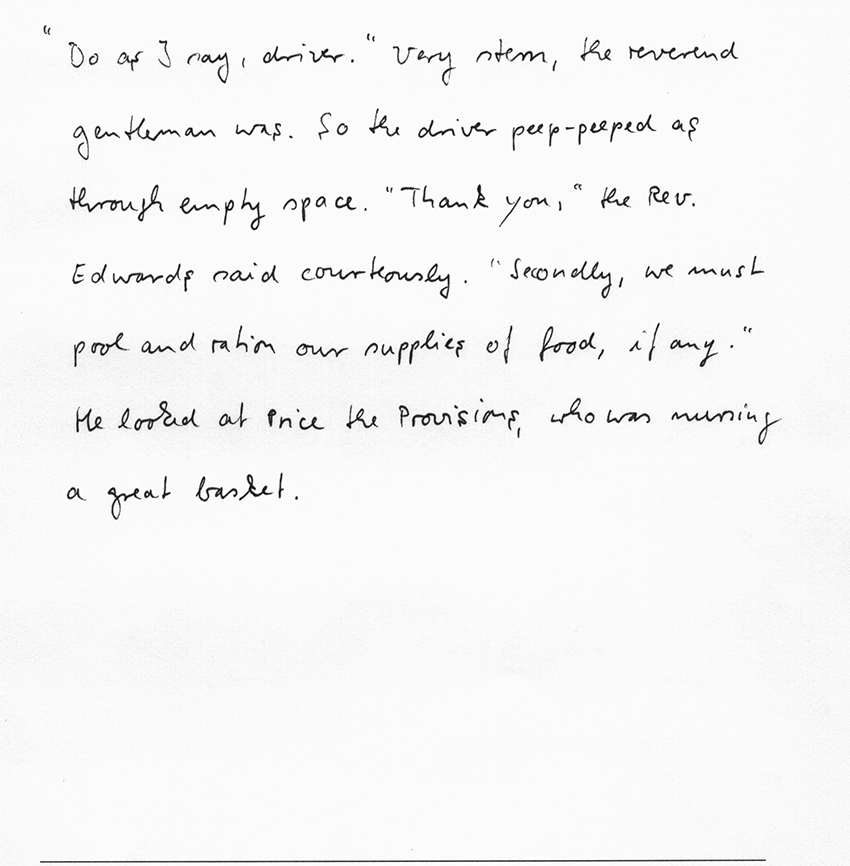 "Do as I say, driver." Very stern, the reverend
gentleman was. So the driver peep-peeped as
through empty space. "Thank you," the Rev.
Edwards said courteously. "Secondly, we must
pool and ration our supplies of food, if any."
He looked at Price the Provisions, who was nursing
a great basket.